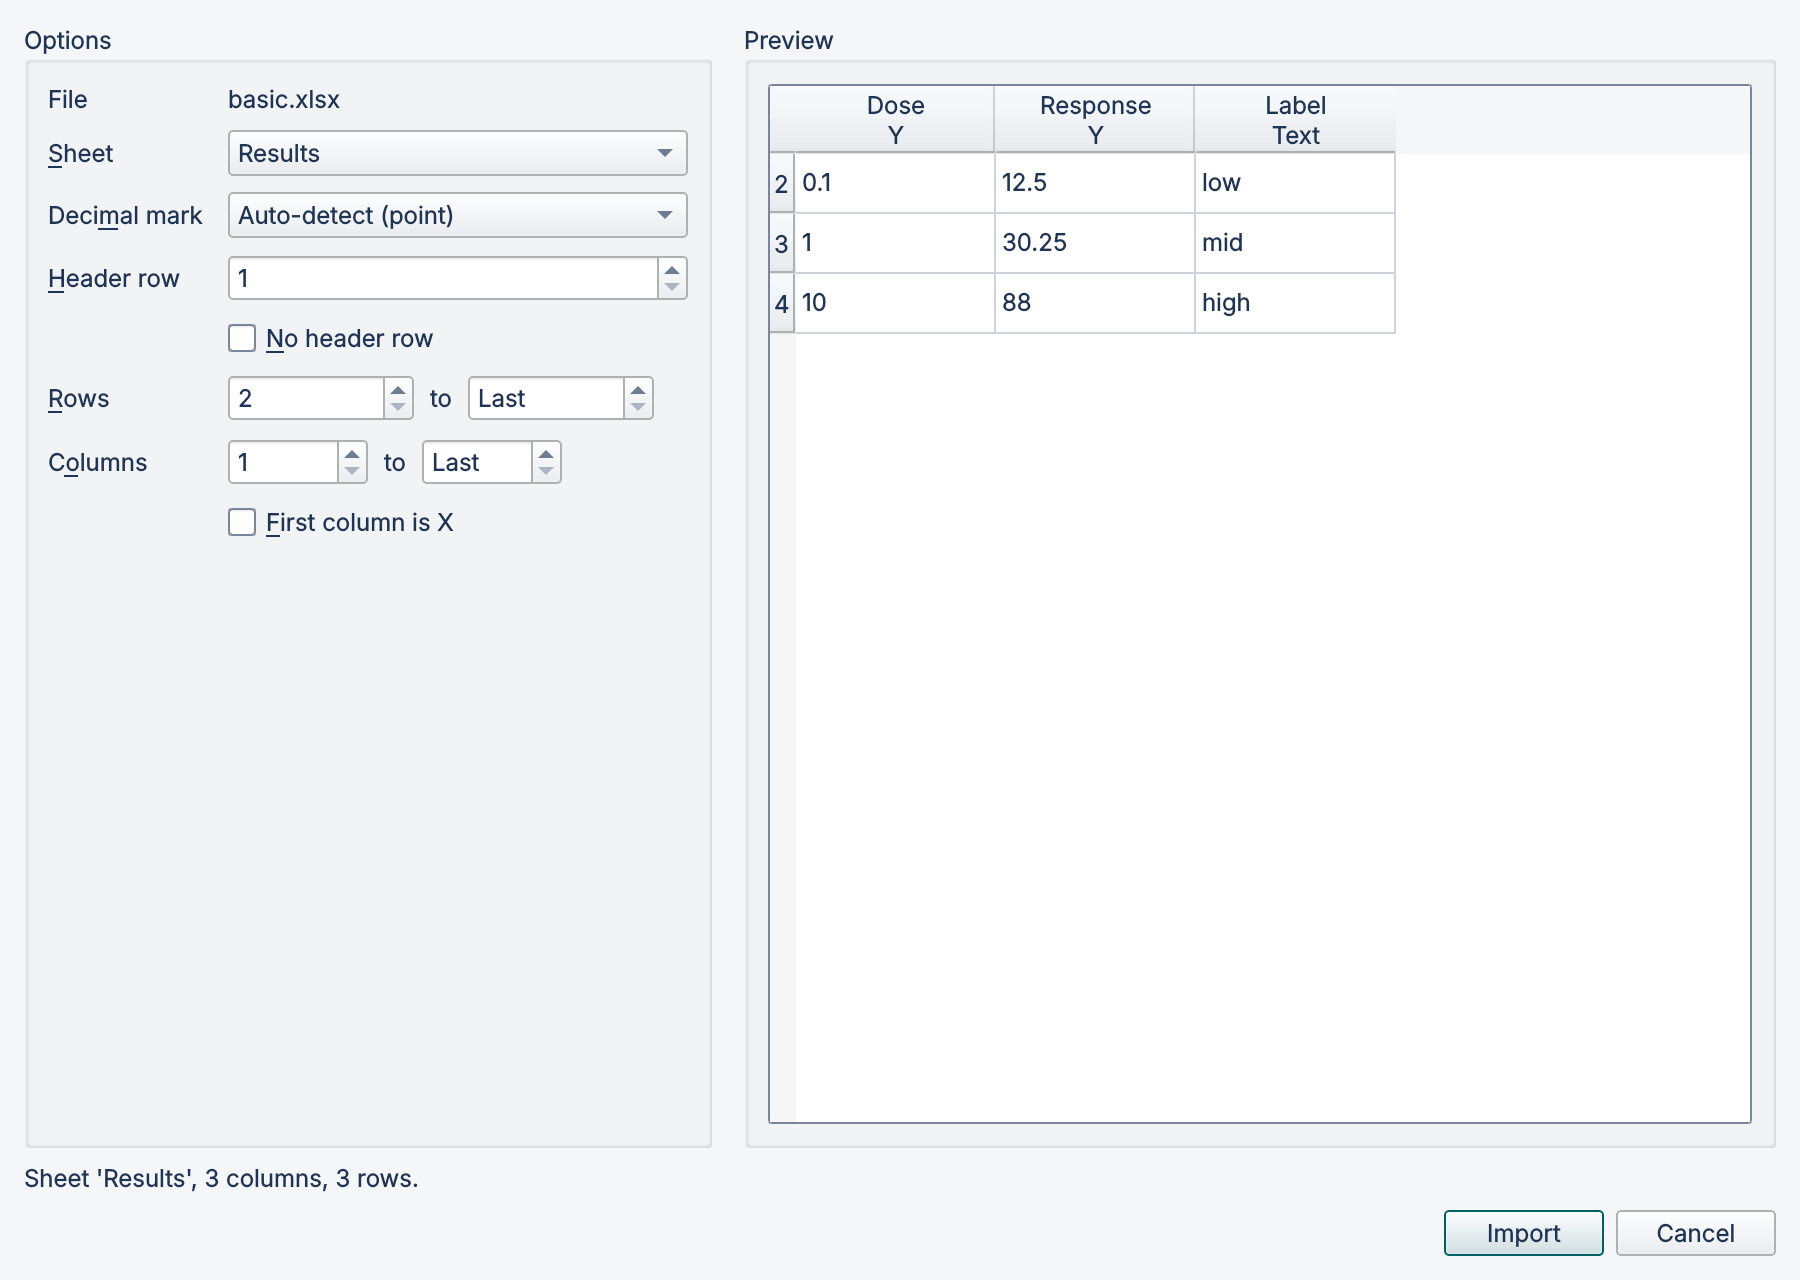 Options
File basic.xlsx
Sheet Results
Decimal mark Auto-detect (point)
Header row 1
No header row
Rows 2 to Last
Columns 1 to Last
First column is X
Preview
Dose Response Label
Y Y Text
2 0.1 12.5 low
3 1 30.25 mid
4 10 88 high
Sheet 'Results', 3 columns, 3 rows.
Import Cancel